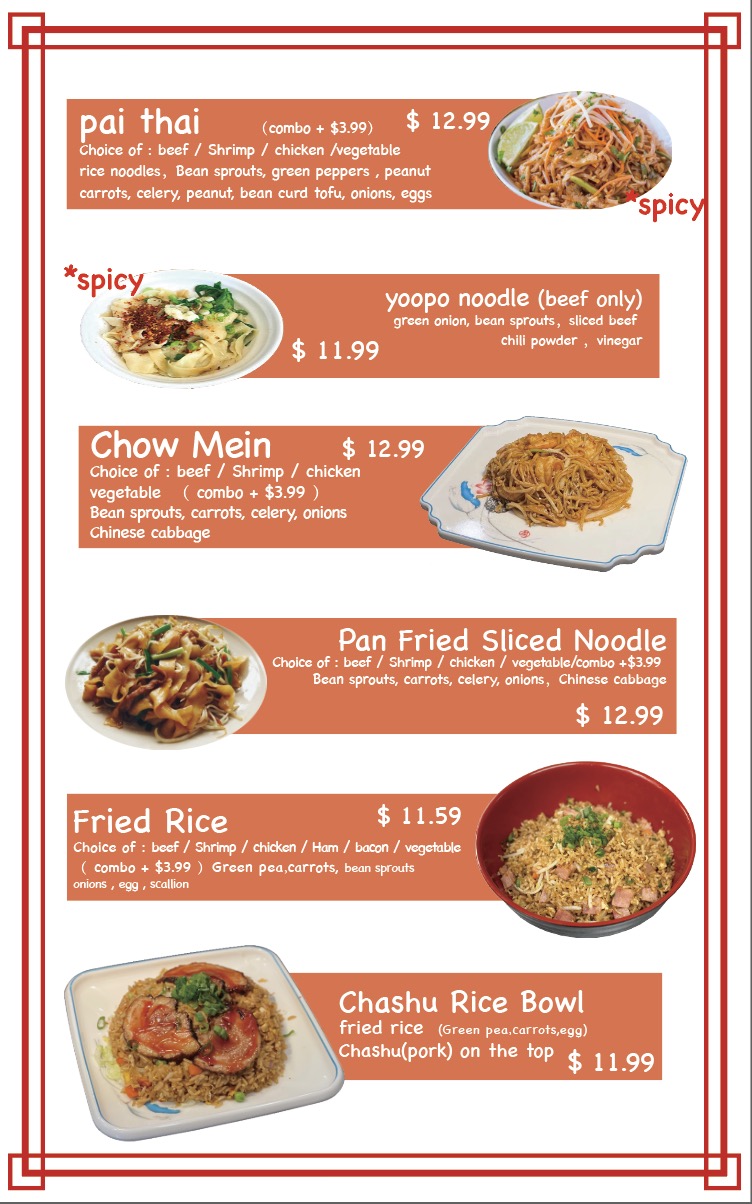 pai thai (combo + $3.99) $ 12.99
Choice of : beef / Shrimp / chicken /vegetable
rice noodles, Bean sprouts, green peppers , peanut
carrots, celery, peanut, bean curd tofu, onions, eggs
*spicy
*spicy
yoopo noodle (beef only)
green onion, bean sprouts, sliced beef
chili powder , vinegar
$ 11.99
Chow Mein $ 12.99
Choice of : beef / Shrimp / chicken
vegetable ( combo + $3.99 )
Bean sprouts, carrots, celery, onions
Chinese cabbage
Pan Fried Sliced Noodle
Choice of : beef / Shrimp / chicken / vegetable/combo +$3.99
Bean sprouts, carrots, celery, onions, Chinese cabbage
$ 12.99
Fried Rice $ 11.59
Choice of : beef / Shrimp / chicken / Ham / bacon / vegetable
( combo + $3.99 ) Green pea,carrots, bean sprouts
onions , egg , scallion
Chashu Rice Bowl
fried rice (Green pea,carrots,egg)
Chashu(pork) on the top $ 11.99